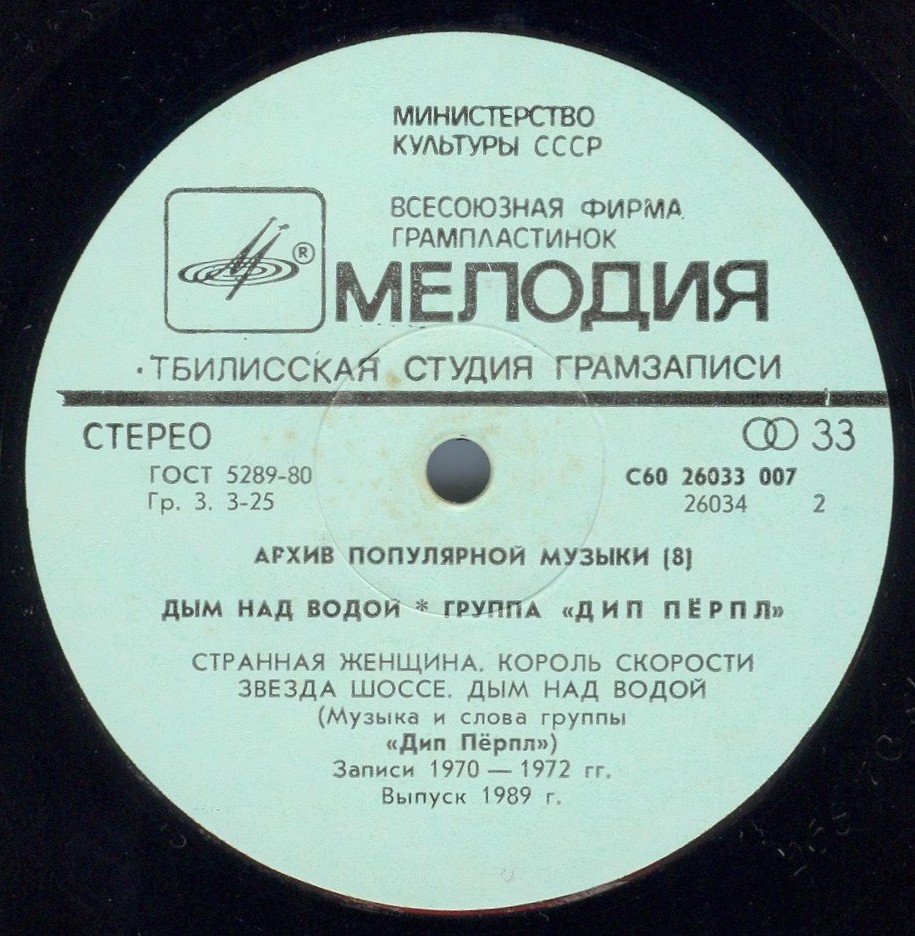 МИНИСТЕРСТВО
КУЛЬТУРЫ СССР
ВСЕСОЮЗНАЯ ФИРМА
ГРАМПЛАСТИНОК
®
МЕЛОДИЯ
·ТБИЛИССКАЯ СТУДИЯ ГРАМЗАПИСИ
СТЕРЕО 33
ГОСТ 5289-80 С60 26033 007
Гр. 3. 3-25 26034 2
АРХИВ ПОПУЛЯРНОЙ МУЗЫКИ (8)
ДЫМ НАД ВОДОЙ * ГРУППА «ДИП ПЁРПЛ»
СТРАННАЯ ЖЕНЩИНА. КОРОЛЬ СКОРОСТИ
ЗВЕЗДА ШОССЕ. ДЫМ НАД ВОДОЙ
(Музыка и слова группы
«Дип Пёрпл»)
Записи 1970 — 1972 гг.
Выпуск 1989 г.